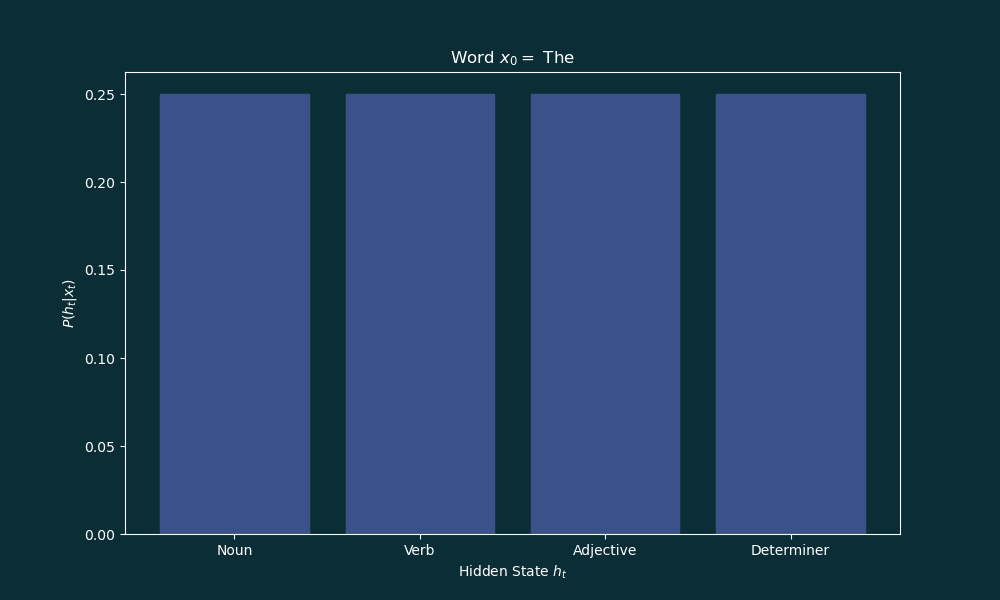 Word x₀ = The
0.25
0.20
0.15
0.10
0.05
0.00
P(hₜ|xₜ)
Noun Verb Adjective Determiner
Hidden State hₜ